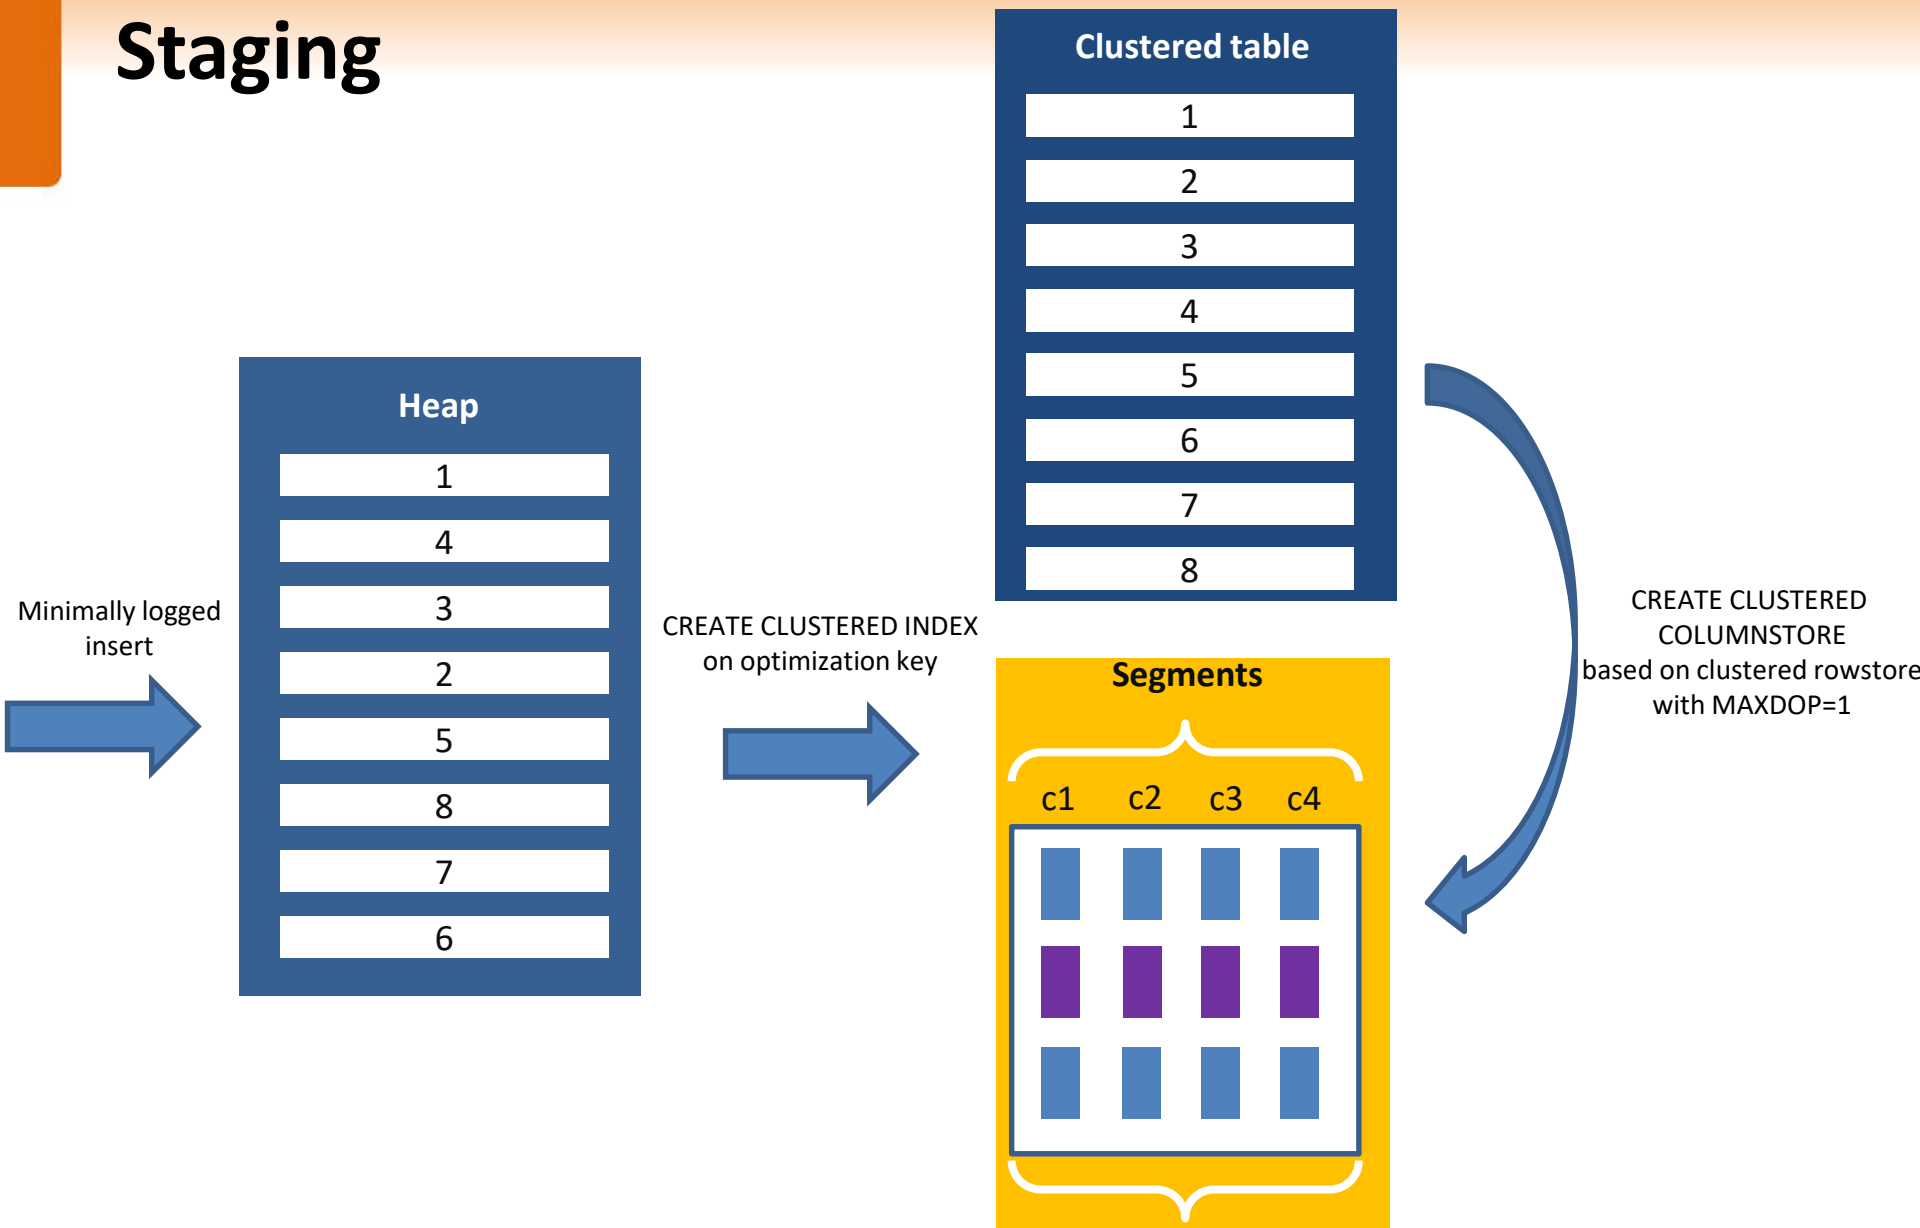 Staging
Minimally logged
insert
Heap
1
4
3
2
5
8
7
6
CREATE CLUSTERED INDEX
on optimization key
Clustered table
1
2
3
4
5
6
7
8
CREATE CLUSTERED
COLUMNSTORE
based on clustered rowstore
with MAXDOP=1
Segments
c1 c2 c3 c4